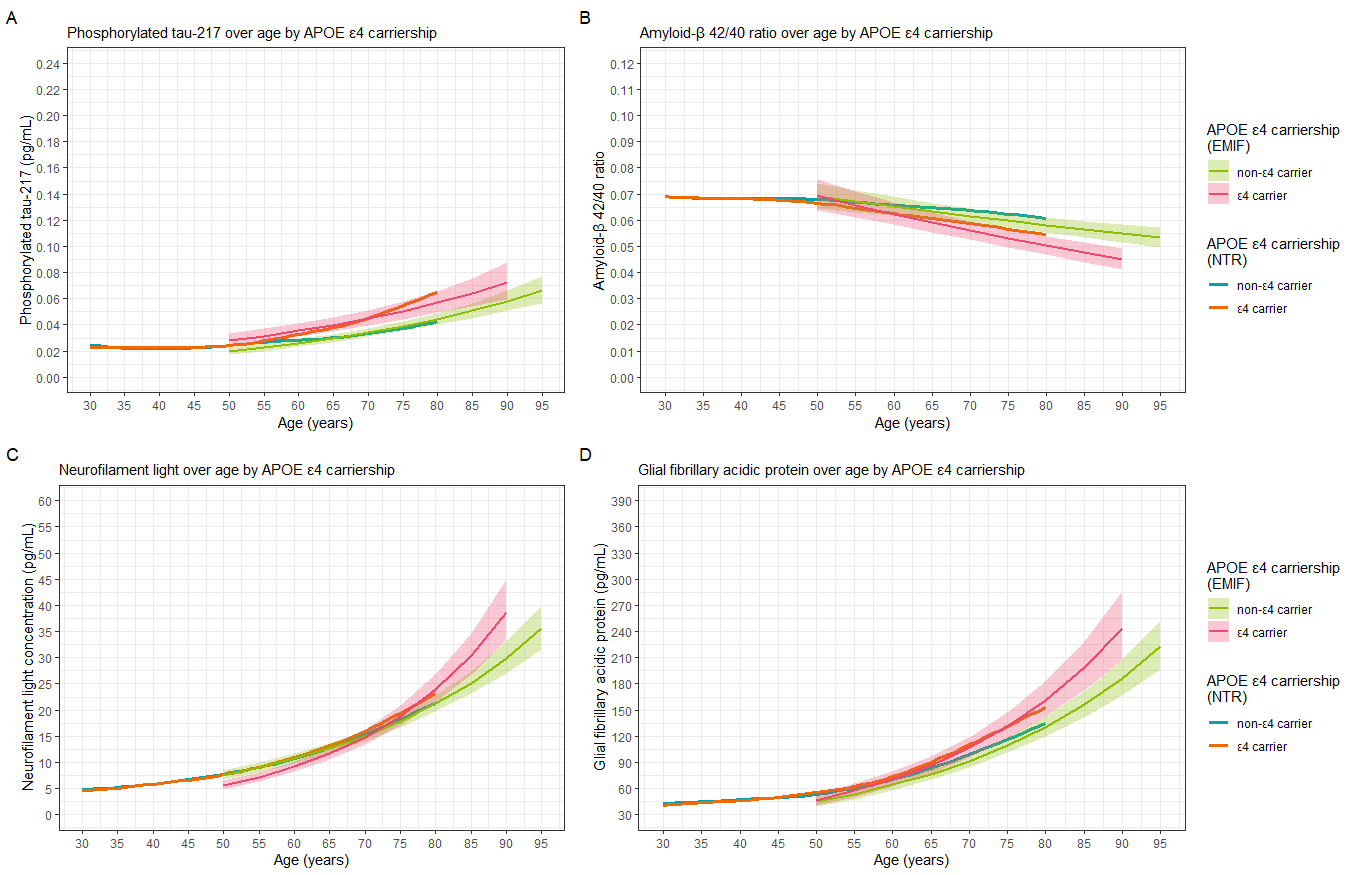 A
Phosphorylated tau-217 over age by APOE ε4 carriership
Phosphorylated tau-217 (pg/mL)
0.24
0.22
0.20
0.18
0.16
0.14
0.12
0.10
0.08
0.06
0.04
0.02
0.00
30 35 40 45 50 55 60 65 70 75 80 85 90 95
Age (years)
B
Amyloid-β 42/40 ratio over age by APOE ε4 carriership
Amyloid-β 42/40 ratio
0.12
0.11
0.10
0.09
0.08
0.07
0.06
0.05
0.04
0.03
0.02
0.01
0.00
30 35 40 45 50 55 60 65 70 75 80 85 90 95
Age (years)
APOE ε4 carriership
(EMIF)
non-ε4 carrier
ε4 carrier
APOE ε4 carriership
(NTR)
non-ε4 carrier
ε4 carrier
C
Neurofilament light over age by APOE ε4 carriership
Neurofilament light concentration (pg/mL)
60
55
50
45
40
35
30
25
20
15
10
5
0
30 35 40 45 50 55 60 65 70 75 80 85 90 95
Age (years)
D
Glial fibrillary acidic protein over age by APOE ε4 carriership
Glial fibrillary acidic protein (pg/mL)
390
360
330
300
270
240
210
180
150
120
90
60
30
30 35 40 45 50 55 60 65 70 75 80 85 90 95
Age (years)
APOE ε4 carriership
(EMIF)
non-ε4 carrier
ε4 carrier
APOE ε4 carriership
(NTR)
non-ε4 carrier
ε4 carrier